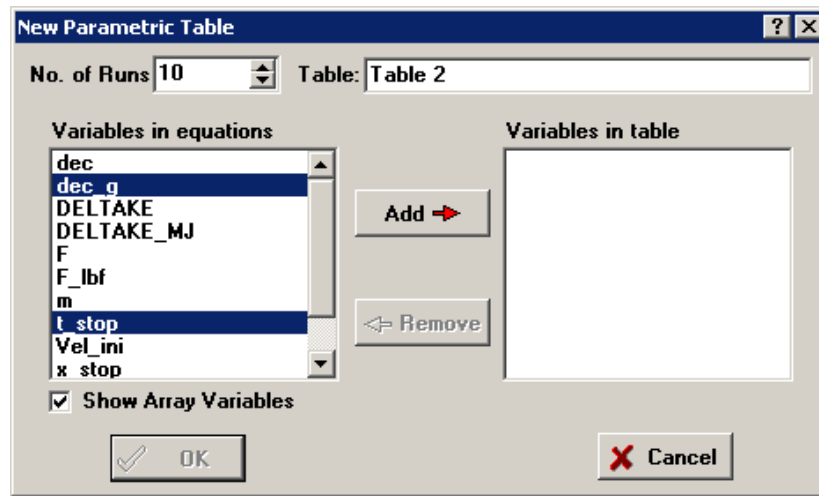 New Parametric Table
No. of Runs 10 Table: Table 2
Variables in equations
Variables in table
dec
dec_g
DELTAKE
DELTAKE_MJ
F
F_lbf
m
t_stop
Vel_ini
x_stop
Add
Remove
Show Array Variables
OK
Cancel